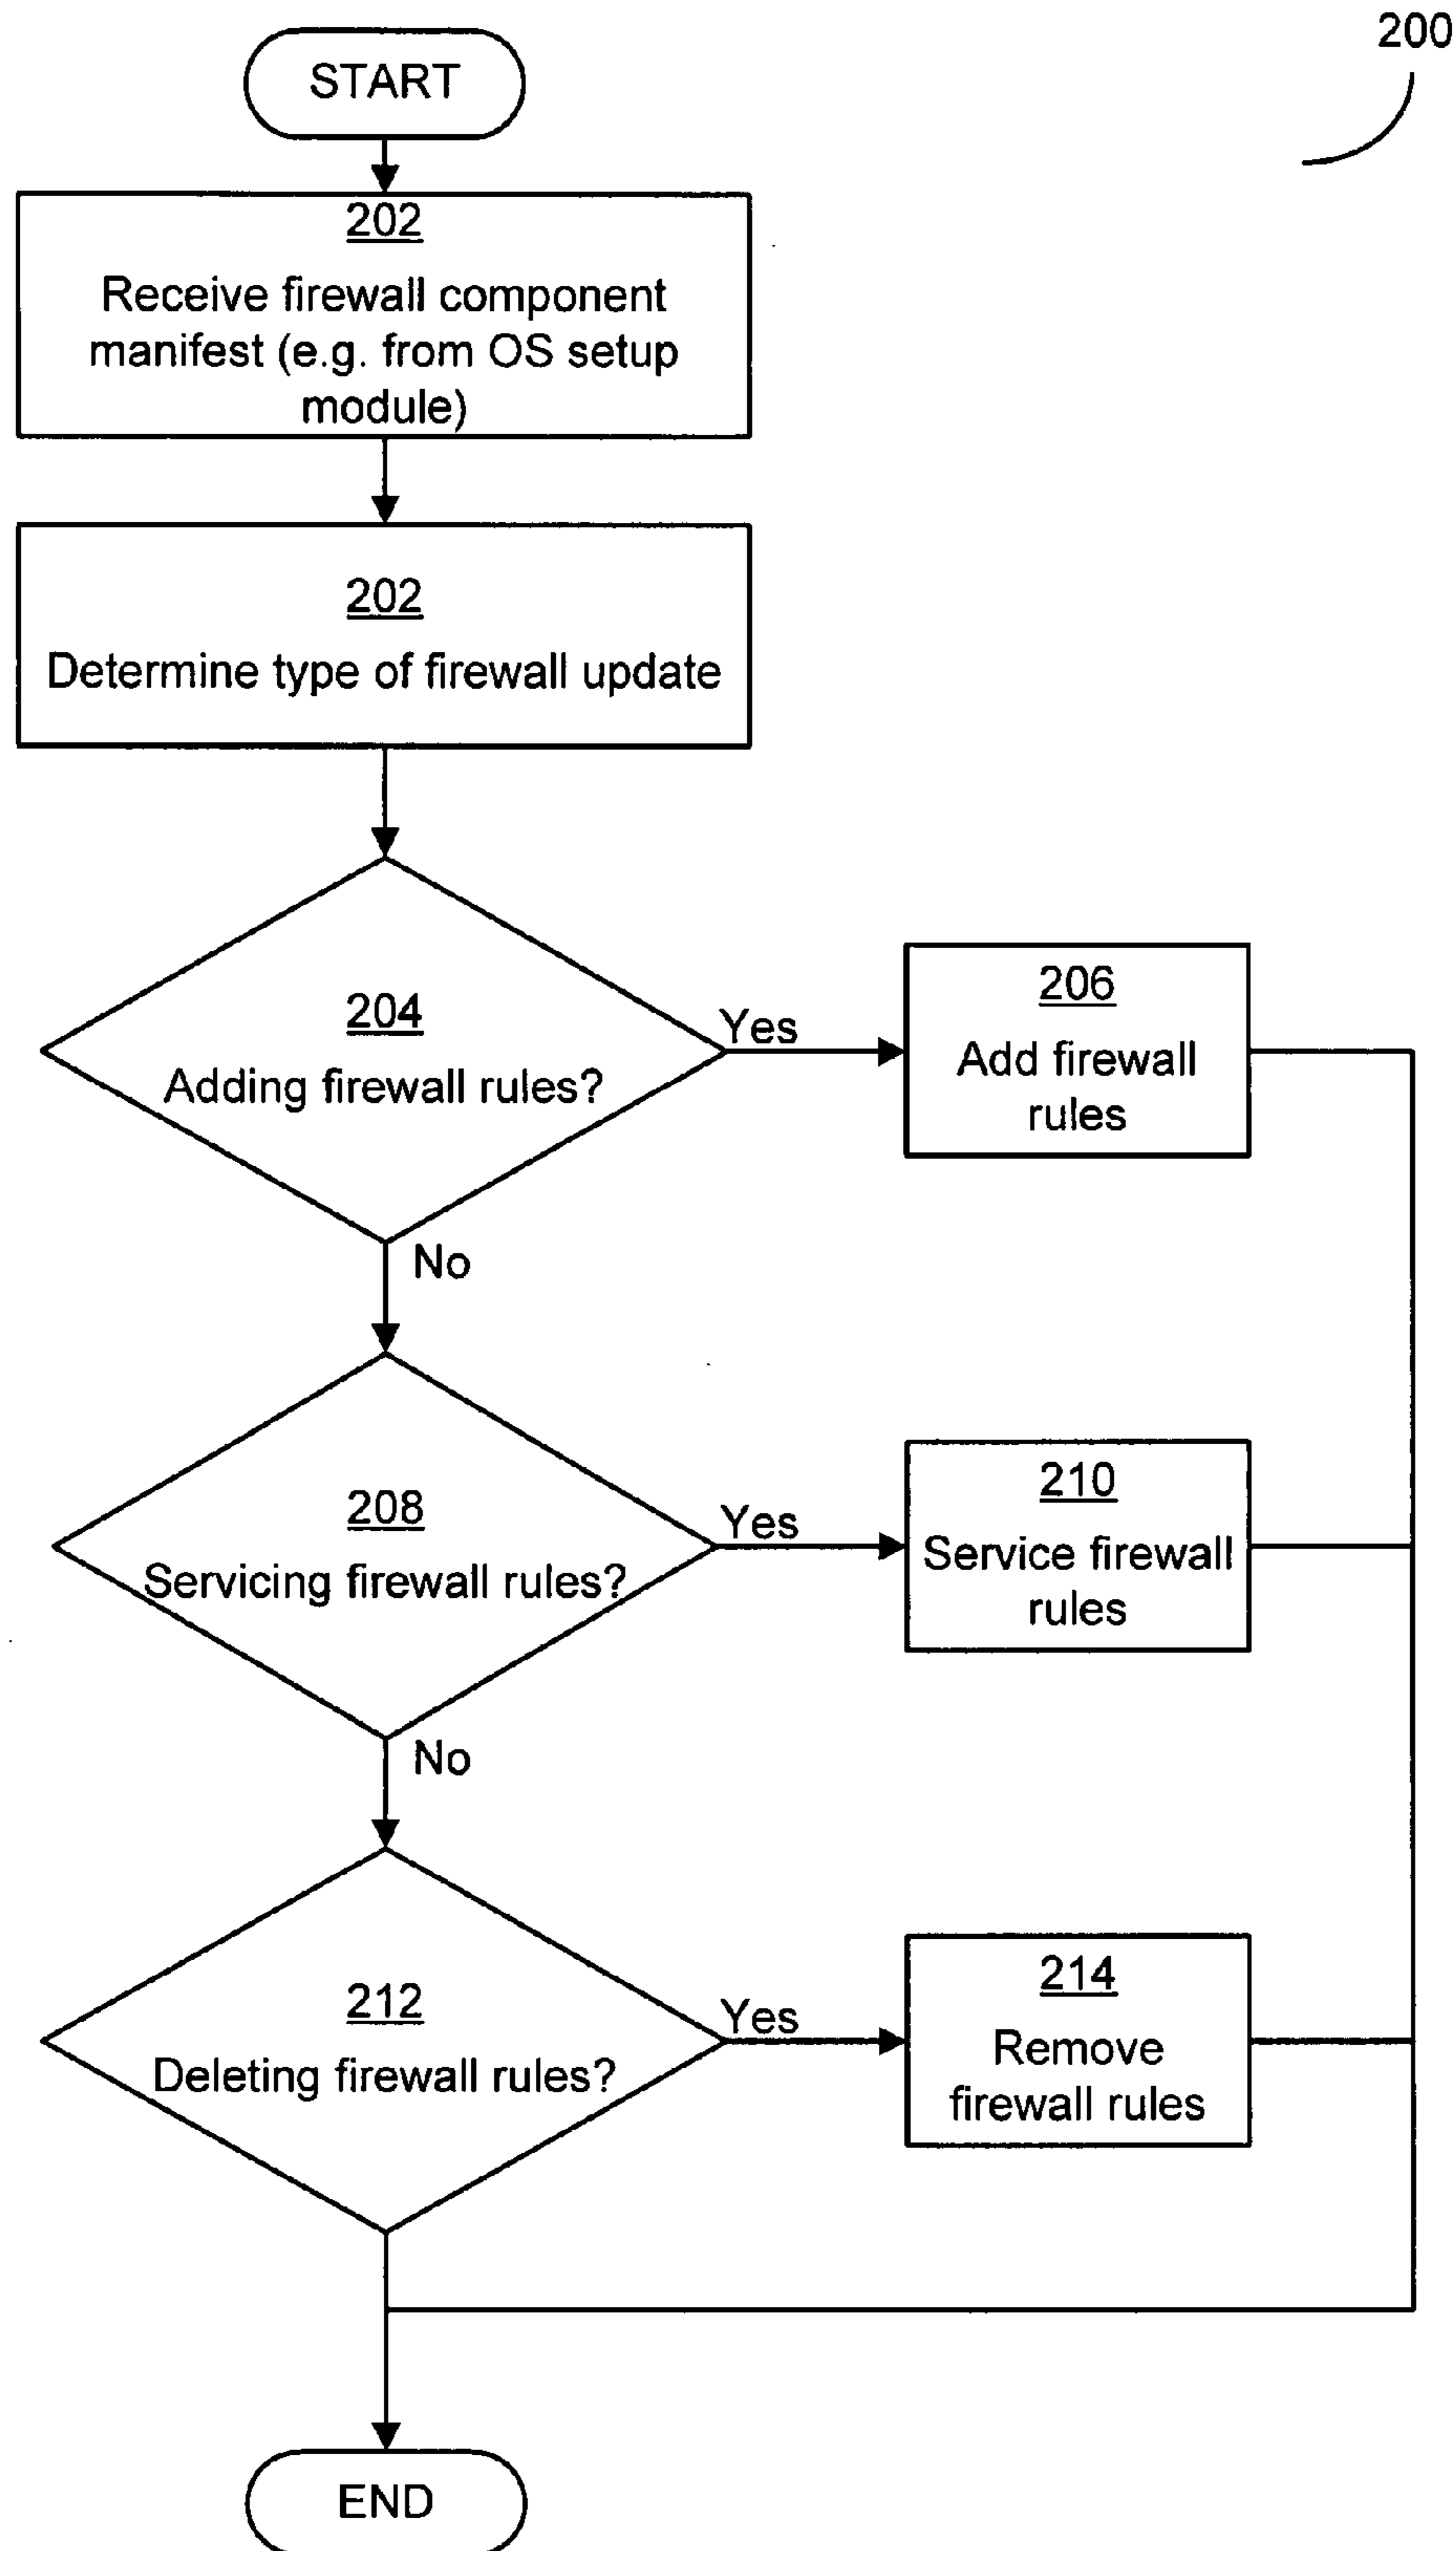 200
START
202
Receive firewall component
manifest (e.g. from OS setup
module)
202
Determine type of firewall update
204
Adding firewall rules?
Yes
206
Add firewall
rules
No
208
Servicing firewall rules?
Yes
210
Service firewall
rules
No
212
Deleting firewall rules?
Yes
214
Remove
firewall rules
END